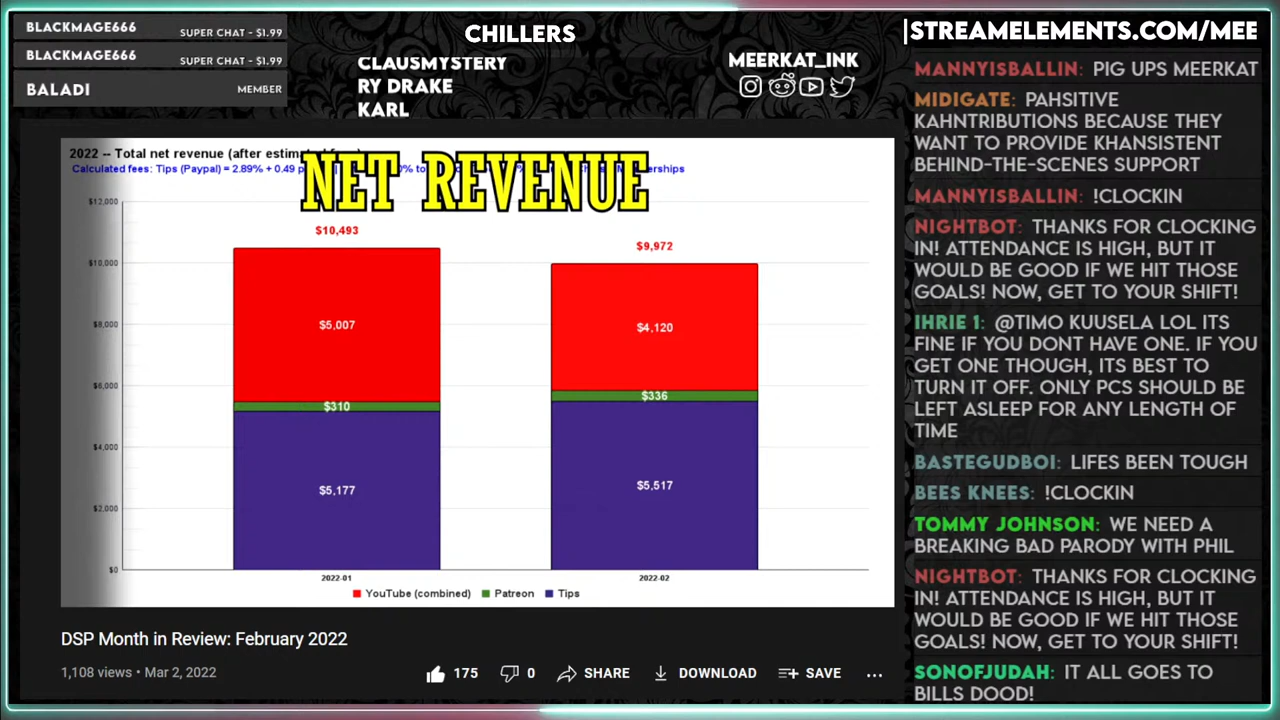 BLACKMAGE666 SUPER CHAT - $1.99
BLACKMAGE666 SUPER CHAT - $1.99
BALADI MEMBER
CHILLERS
CLAUSMYSTERY
RY DRAKE
KARL
MEERKAT_INK
|STREAMELEMENTS.COM/MEE
2022 -- Total net revenue (after
Calculated fees: Tips (Paypal) = 2.89% + 0.49
NET REVENUE
$12,000
$10,000
$8,000
$6,000
$4,000
$2,000
$0
$10,493
$5,007
$310
$5,177
$9,972
$4,120
$336
$5,517
2022-01
2022-02
YouTube (combined) Patreon Tips
DSP Month in Review: February 2022
1,108 views • Mar 2, 2022
175 0 SHARE DOWNLOAD SAVE ...
MANNYISBALLIN: PIG UPS MEERKAT
MIDIGATE: PAHSITIVE
KAHNTRIBUTIONS BECAUSE THEY
WANT TO PROVIDE KHANSISTENT
BEHIND-THE-SCENES SUPPORT
MANNYISBALLIN: !CLOCKIN
NIGHTBOT: THANKS FOR CLOCKING
IN! ATTENDANCE IS HIGH, BUT IT
WOULD BE GOOD IF WE HIT THOSE
GOALS! NOW, GET TO YOUR SHIFT!
IHRIE 1: @TIMO KUUSELA LOL ITS
FINE IF YOU DONT HAVE ONE. IF YOU
GET ONE THOUGH, ITS BEST TO
TURN IT OFF. ONLY PCS SHOULD BE
LEFT ASLEEP FOR ANY LENGTH OF
TIME
BASTEGUDBOI: LIFES BEEN TOUGH
BEES KNEES: !CLOCKIN
TOMMY JOHNSON: WE NEED A
BREAKING BAD PARODY WITH PHIL
NIGHTBOT: THANKS FOR CLOCKING
IN! ATTENDANCE IS HIGH, BUT IT
WOULD BE GOOD IF WE HIT THOSE
GOALS! NOW, GET TO YOUR SHIFT!
SONOFJUDAH: IT ALL GOES TO
BILLS DOOD!